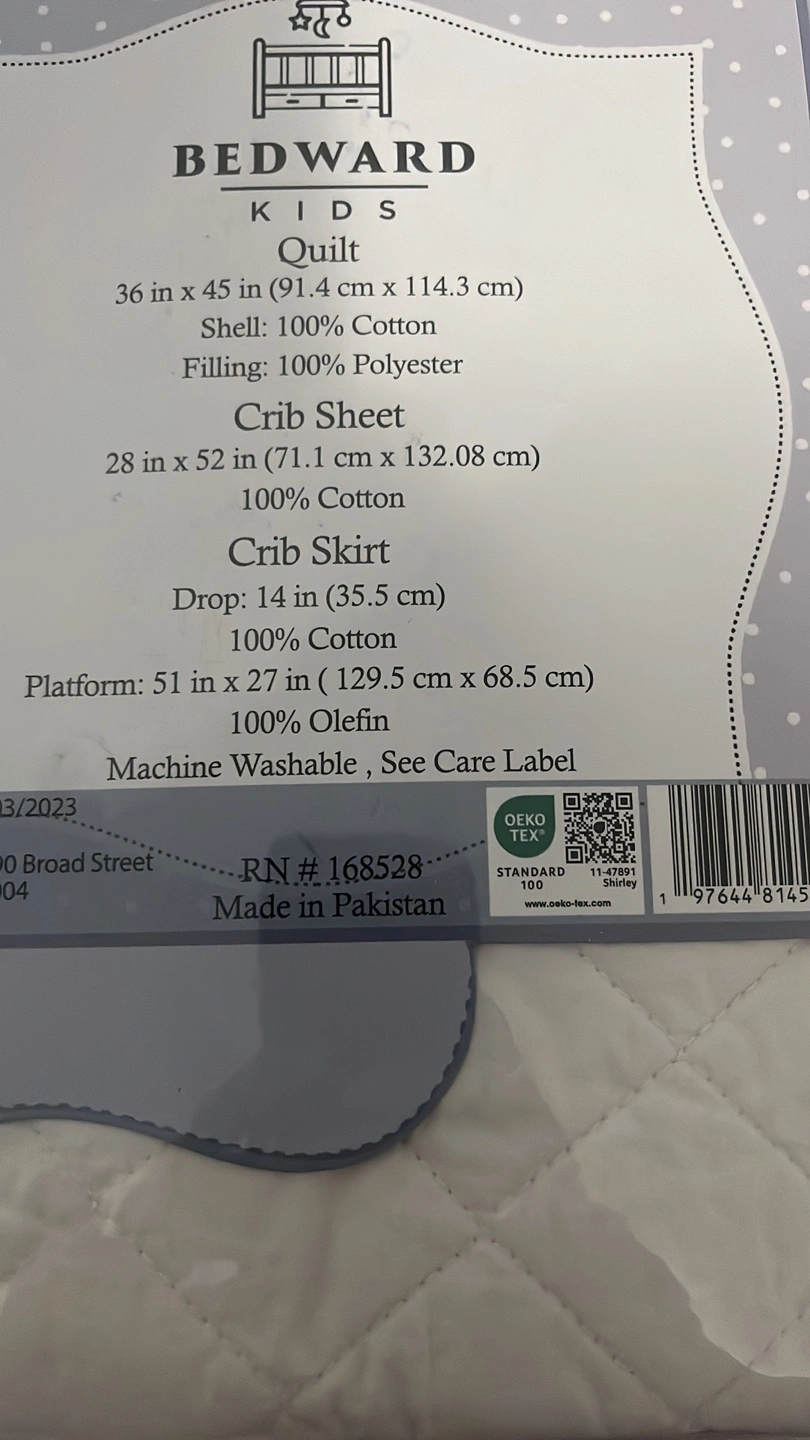 BEDWARD
KIDS
Quilt
36 in x 45 in (91.4 cm x 114.3 cm)
Shell: 100% Cotton
Filling: 100% Polyester
Crib Sheet
28 in x 52 in (71.1 cm x 132.08 cm)
100% Cotton
Crib Skirt
Drop: 14 in (35.5 cm)
100% Cotton
Platform: 51 in x 27 in ( 129.5 cm x 68.5 cm)
100% Olefin
Machine Washable , See Care Label
3/2023
0 Broad Street
04
RN # 168528
Made in Pakistan
OEKO
TEX®
STANDARD
100
11-47891
Shirley
www.oeko-tex.com
1 97644 8145